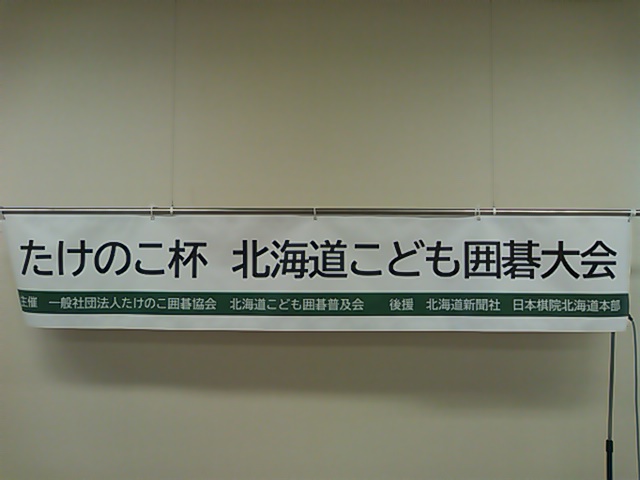 たけのこ杯 北海道こども囲碁大会
主催 一般社団法人たけのこ囲碁協会 北海道こども囲碁普及会 後援 北海道新聞社 日本棋院北海道本部